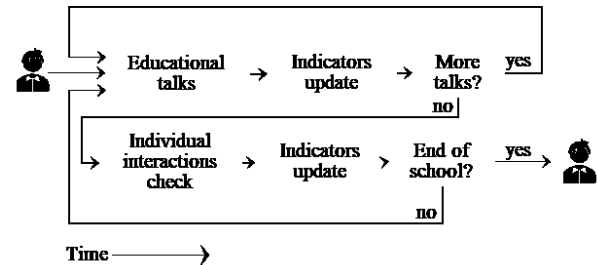 Educational
talks
Indicators
update
More
talks?
yes
no
Individual
interactions
check
Indicators
update
End of
school?
yes
no
Time